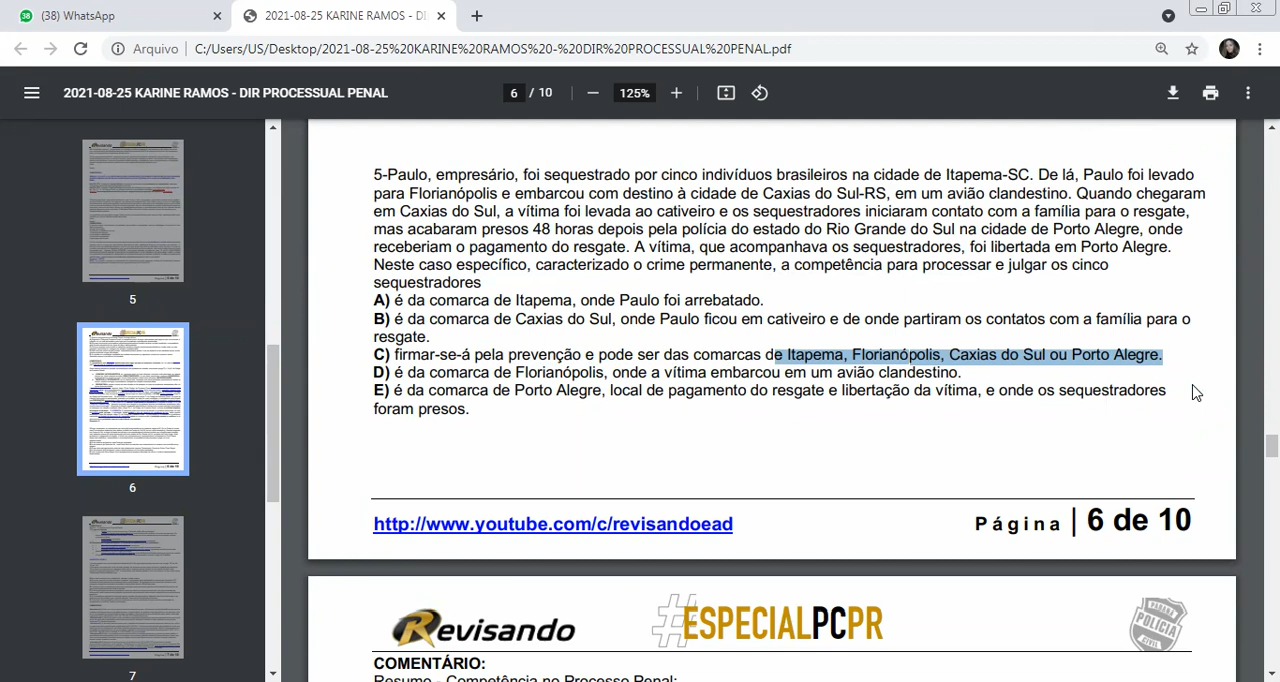 (38) WhatsApp
2021-08-25 KARINE RAMOS - DI
Arquivo
C:/Users/US/Desktop/2021-08-25%20KARINE%20RAMOS%20-%20DIR%20PROCESSUAL%20PENAL.pdf
2021-08-25 KARINE RAMOS - DIR PROCESSUAL PENAL
6 / 10
125%
5
6
7
5-Paulo, empresário, foi sequestrado por cinco indivíduos brasileiros na cidade de Itapema-SC. De lá, Paulo foi levado
para Florianópolis e embarcou com destino à cidade de Caxias do Sul-RS, em um avião clandestino. Quando chegaram
em Caxias do Sul, a vítima foi levada ao cativeiro e os sequestradores iniciaram contato com a família para o resgate,
mas acabaram presos 48 horas depois pela polícia do estado do Rio Grande do Sul na cidade de Porto Alegre, onde
receberiam o pagamento do resgate. A vítima, que acompanhar os sequestradores, foi libertada em Porto Alegre.
Neste caso específico, caracterizado o crime permanente, a competência para processar e julgar os cinco
sequestradores
A) é da comarca de Itapema, onde Paulo foi arrebatado.
B) é da comarca de Caxias do Sul, onde Paulo ficou em cativeiro e de onde partiram os contatos com a família para o
resgate.
C) firmar-se-á pela prevenção e pode ser das comarcas de Itapema, Florianópolis, Caxias do Sul ou Porto Alegre.
D) é da comarca de Florianópolis, onde a vítima embarcou em um avião clandestino.
E) é da comarca de Porto Alegre, local de pagamento do resgate e libertação da vítima, e onde os sequestradores
foram presos.
http://www.youtube.com/c/revisandoead
Página | 6 de 10
Revisando
#ESPECIALPCPR
PARANÁ
POLÍCIA
CIVIL
COMENTÁRIO:
Resumo - Competência no Processo Penal: